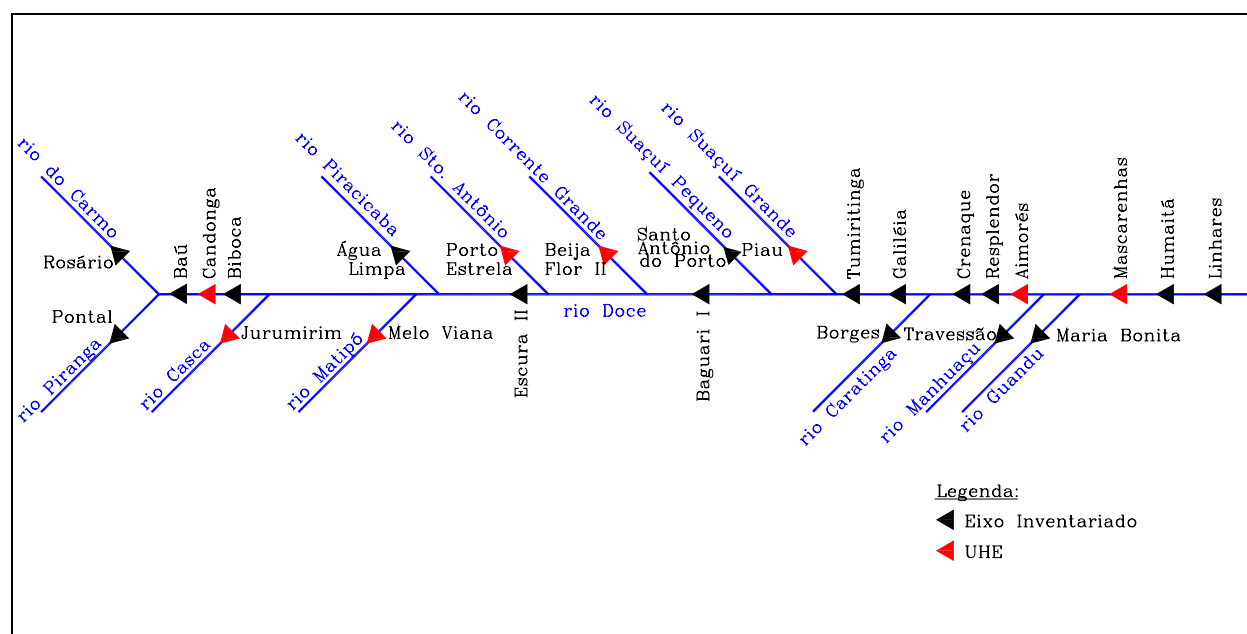 rio do Carmo
rio Piracicaba
rio Sto. Antônio
rio Corrente Grande
rio Suaçuí Pequeno
rio Suaçuí Grande
Rosário
Baú
Candonga
Biboca
Água
Limpa
Porto
Estrela
Beija
Flor II
Santo
Antônio
do Porto
Piau
Tumiritinga
Galiléia
Crenaque
Resplendor
Aimorés
Mascarenhas
Humaitá
Linhares
rio Doce
Pontal
Jurumirim
Melo Viana
Escura II
Baguari I
Borges
Travessão
Maria Bonita
rio Piranga
rio Casca
rio Matipó
rio Caratinga
rio Manhuaçu
rio Guandu
Legenda:
Eixo Inventariado
UHE